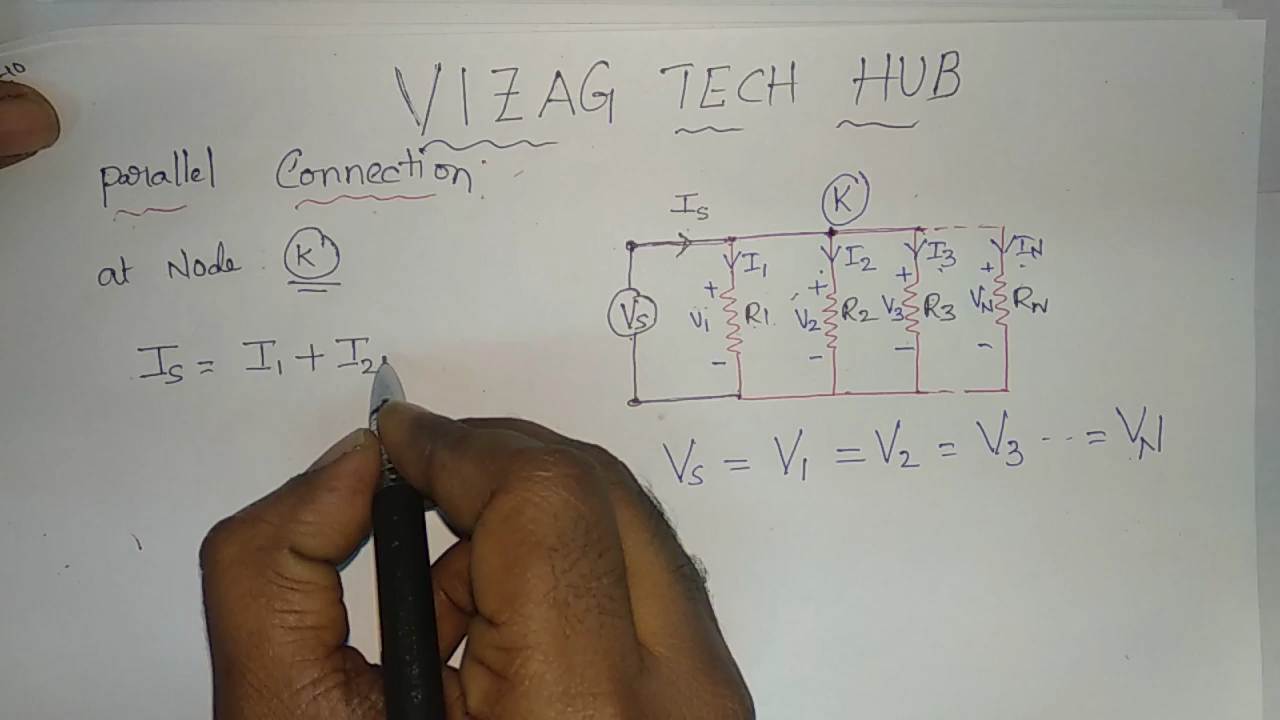 VIZAG TECH HUB
parallel Connection:
at Node K
IS = I1 + I2
IS K
I1 I2 I3 IN
+ + + +
VS V1 R1 V2 R2 V3 R3 VN RN
- - - -
VS = V1 = V2 = V3 --- = VN